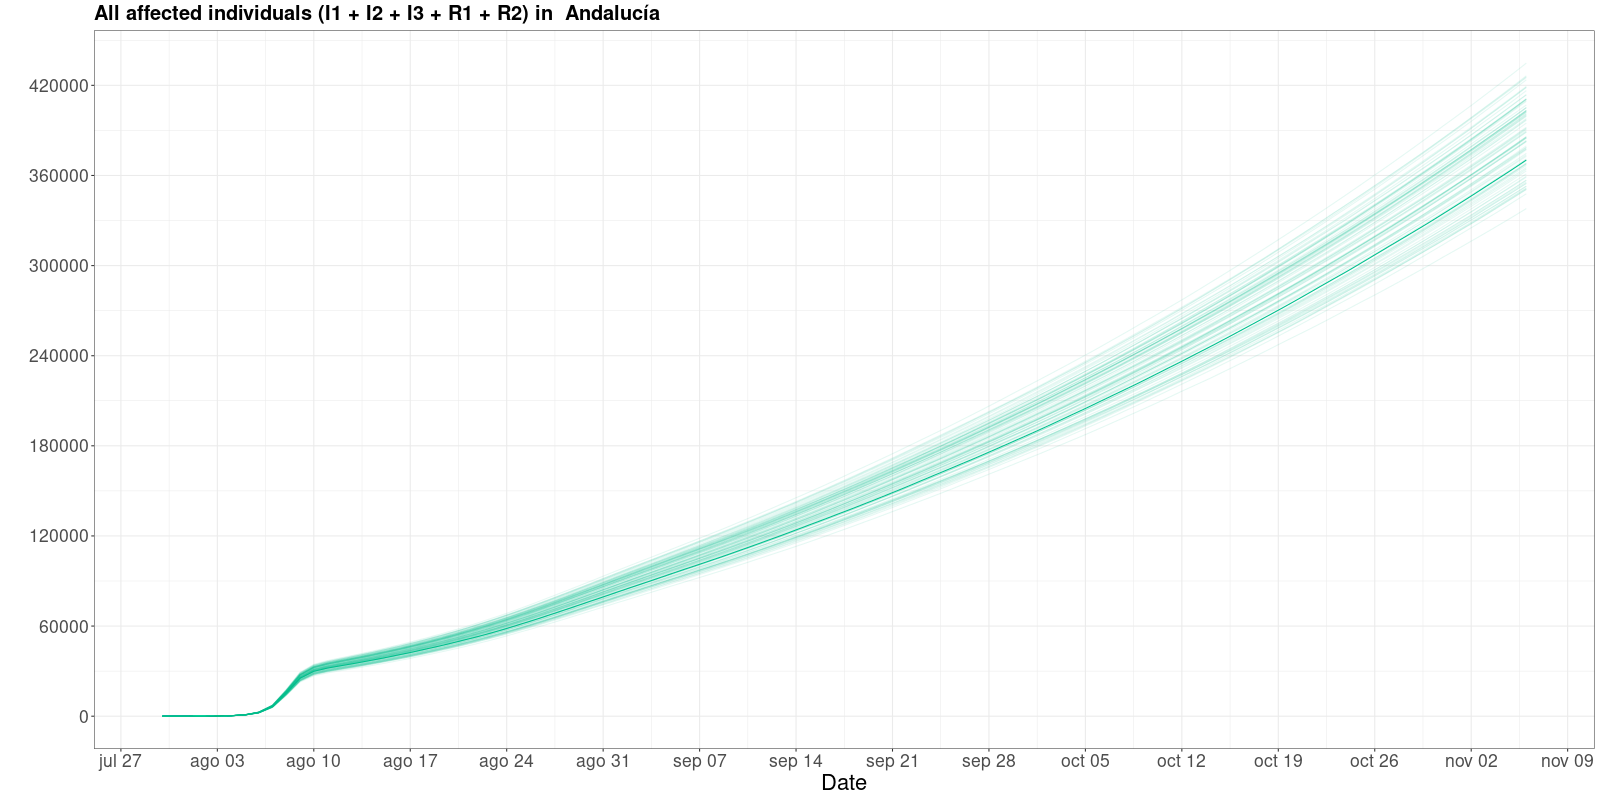 All affected individuals (I1 + I2 + I3 + R1 + R2) in  Andalucía
420000
360000
300000
240000
180000
120000
60000
0
jul 27 ago 03 ago 10 ago 17 ago 24 ago 31 sep 07 sep 14 sep 21 sep 28 oct 05 oct 12 oct 19 oct 26 nov 02 nov 09
Date